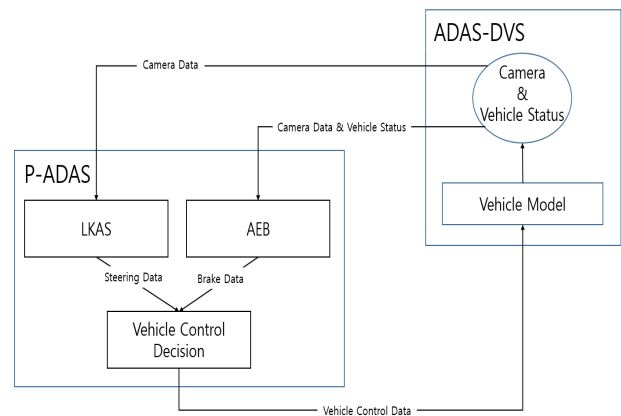 ADAS-DVS
Camera
&
Vehicle Status
Camera Data
Camera Data & Vehicle Status
P-ADAS
Vehicle Model
LKAS
AEB
Steering Data
Brake Data
Vehicle Control
Decision
Vehicle Control Data